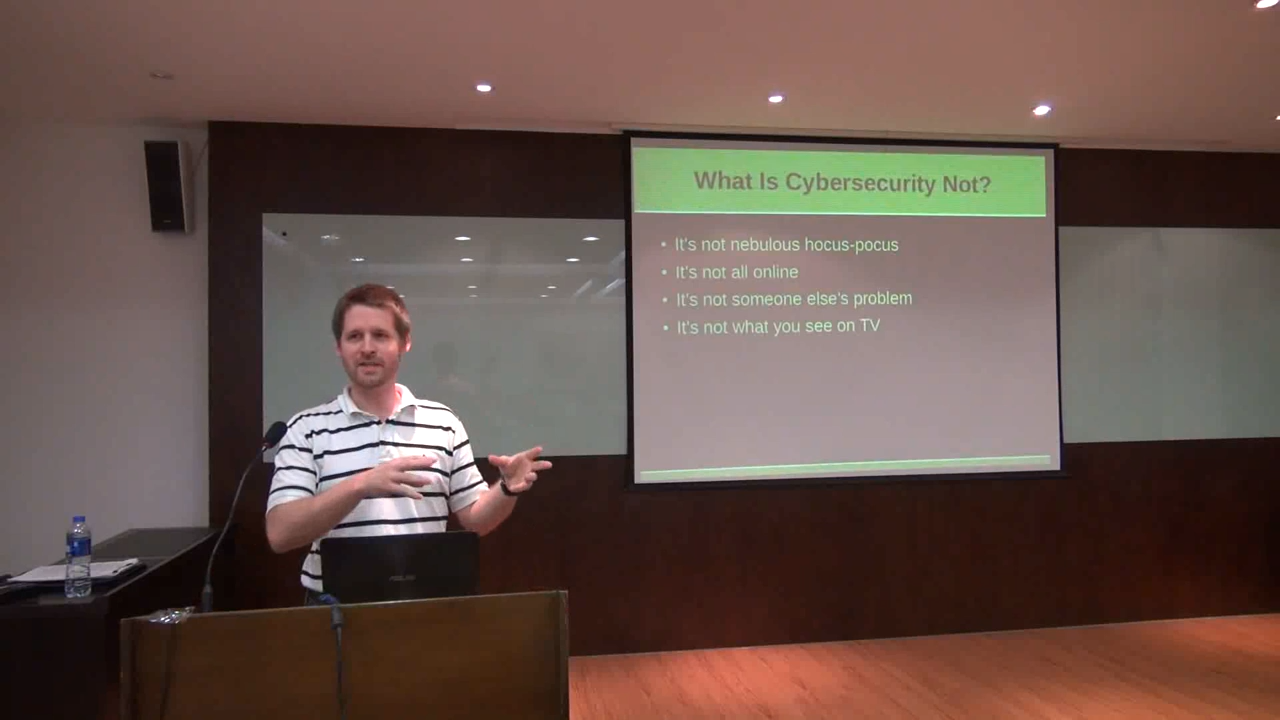 What Is Cybersecurity Not?
• It's not nebulous hocus-pocus
• It's not all online
• It's not someone else's problem
• It's not what you see on TV
ASUS